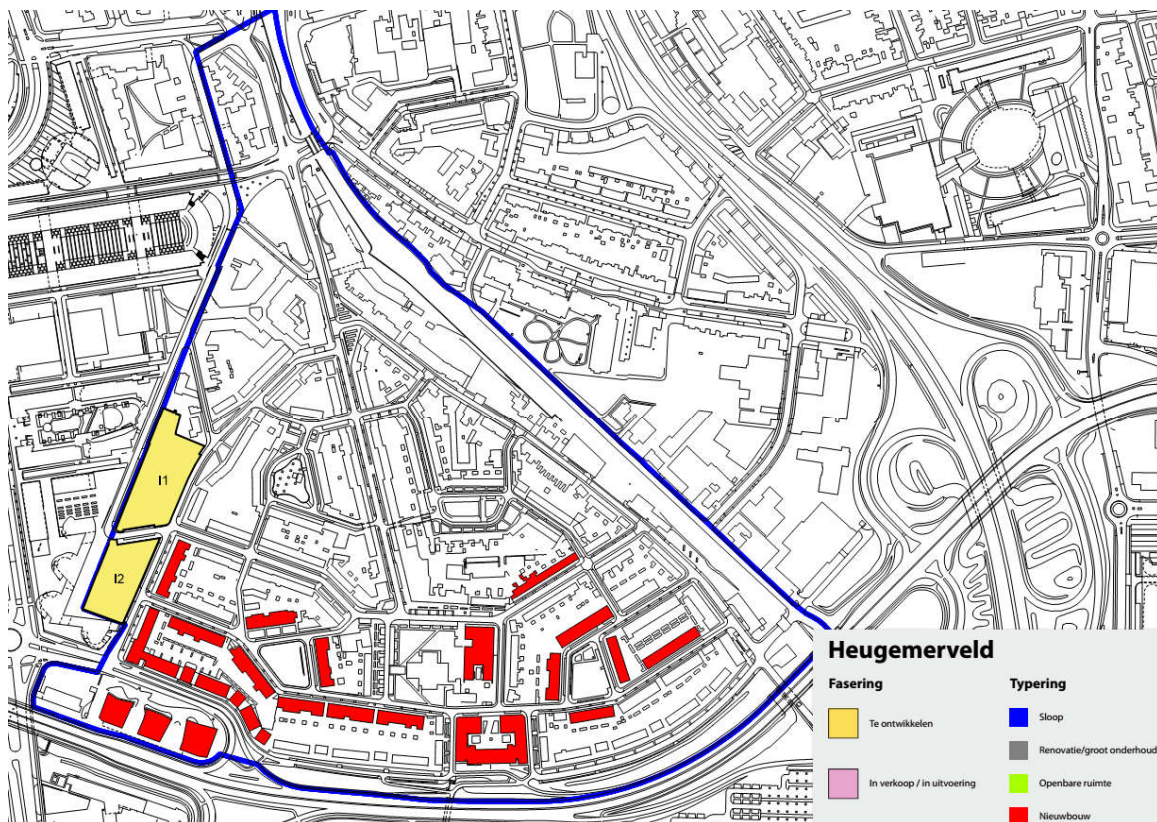 I1
I2
Heugemerveld
Fasering
Typering
Te ontwikkelen
Sloop
Renovatie/groot onderhoud
Openbare ruimte
In verkoop / in uitvoering
Nieuwbouw